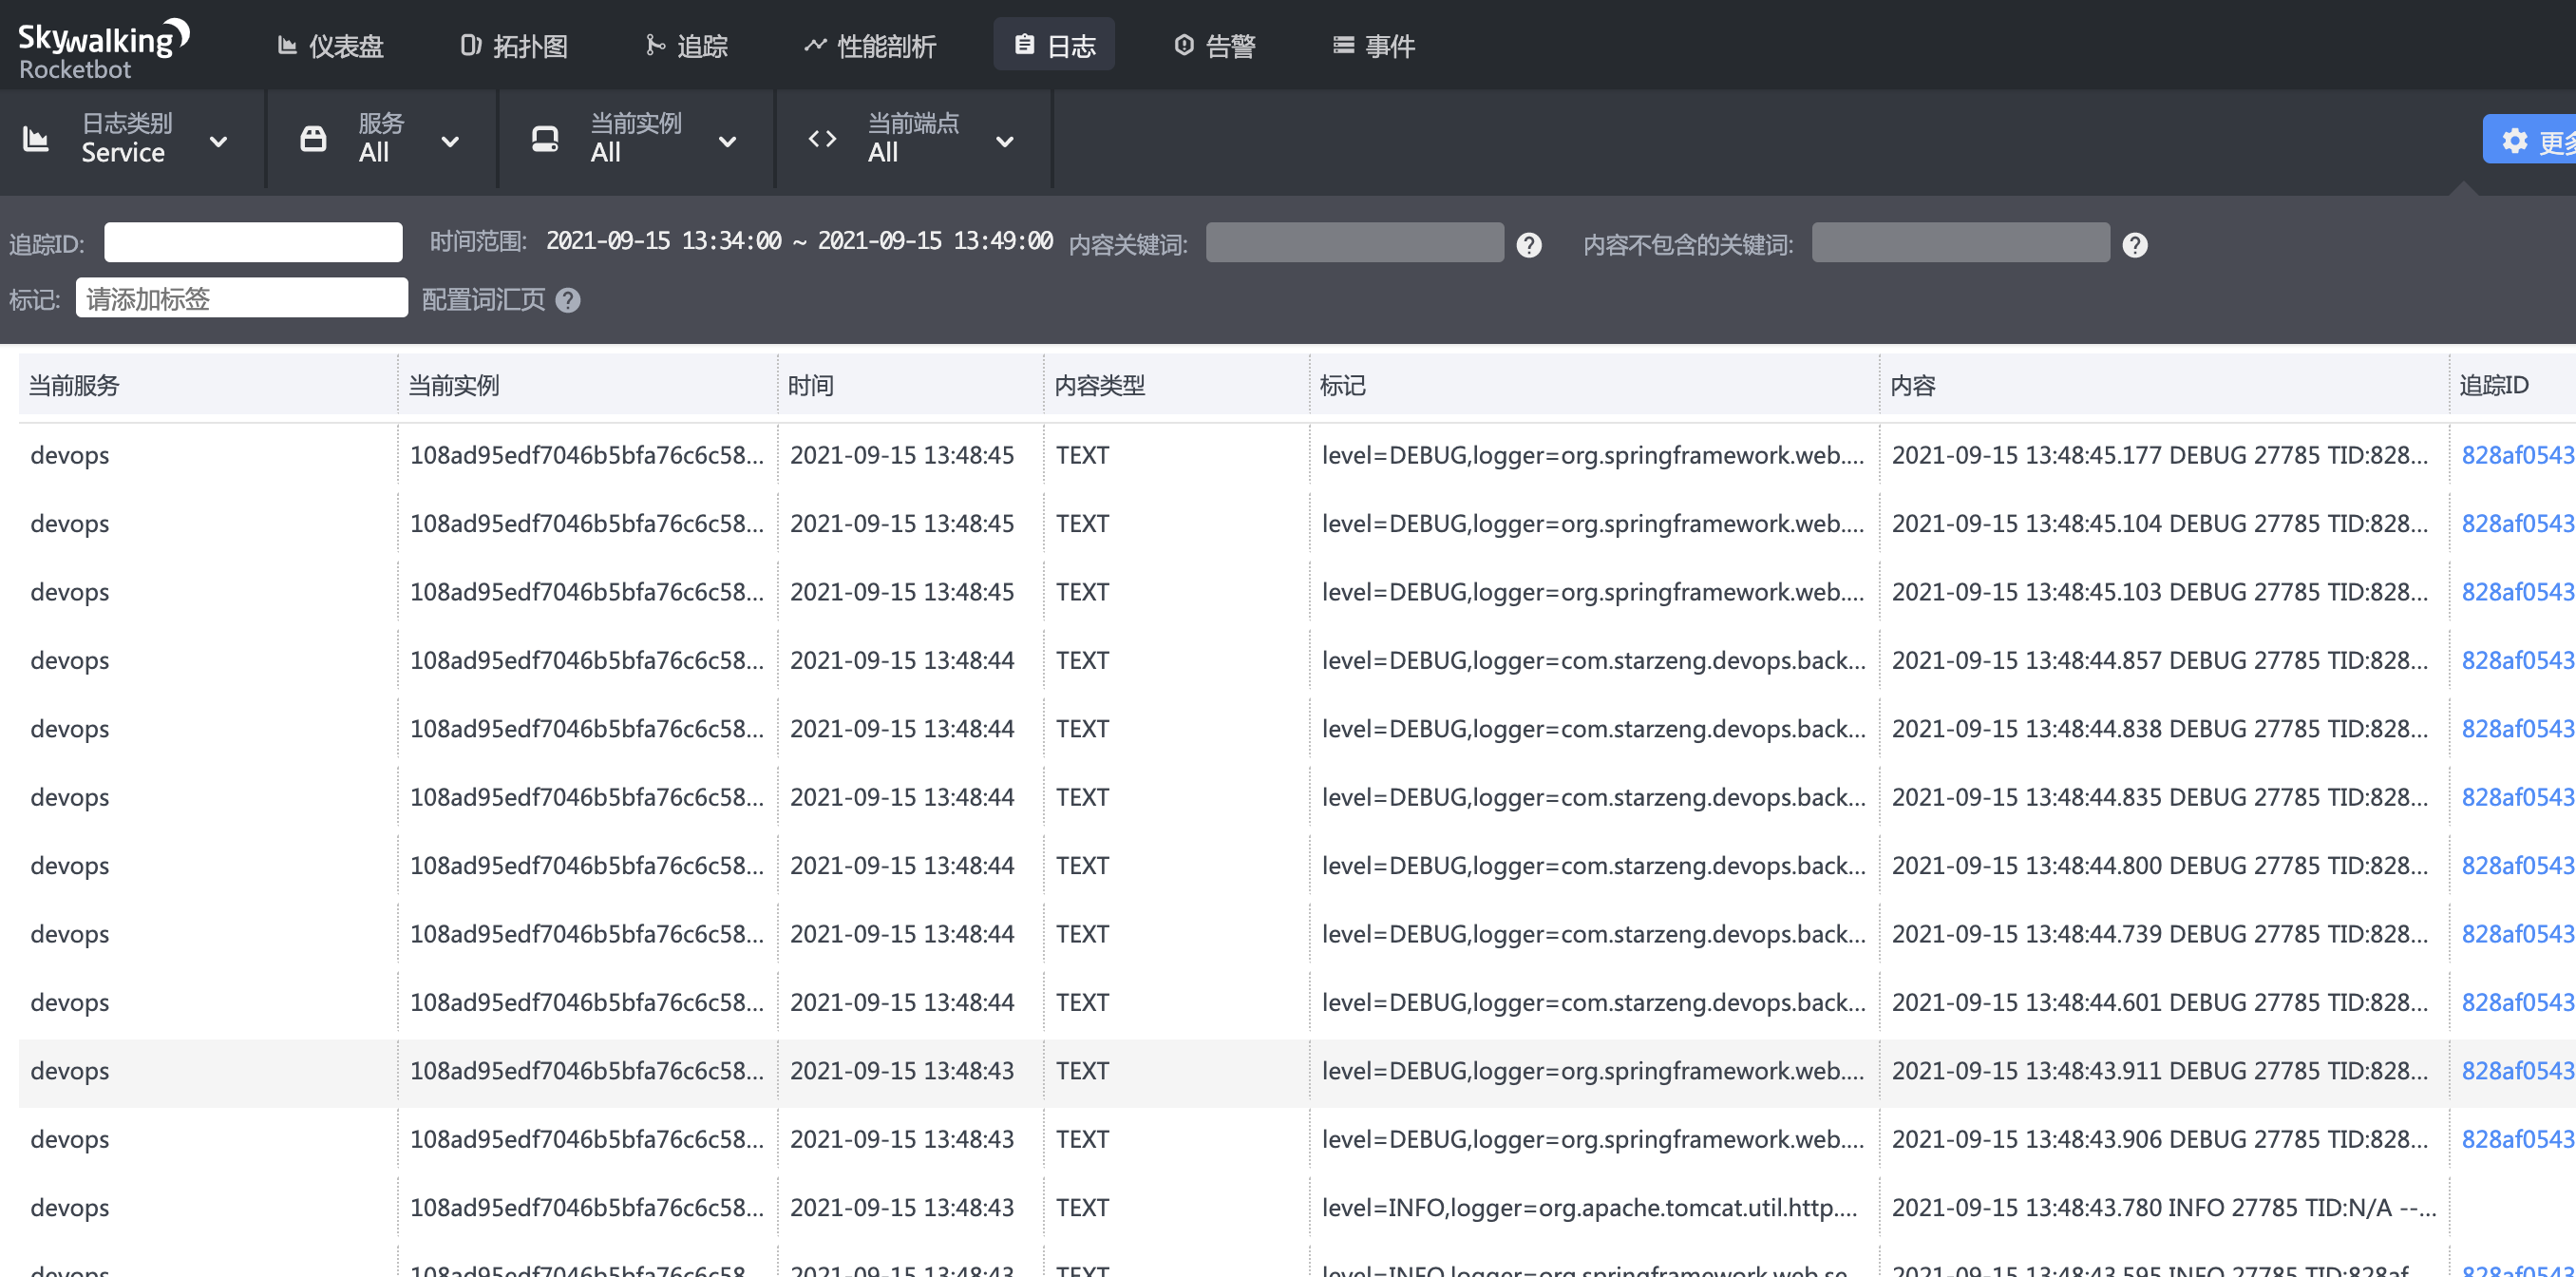 Skywalking
Rocketbot
仪表盘 拓扑图 追踪 性能剖析 日志 告警 事件
日志类别 服务 当前实例 当前端点
Service All All All
更多
追踪ID: 时间范围: 2021-09-15 13:34:00 ~ 2021-09-15 13:49:00 内容关键词: 内容不包含的关键词:
标记: 请添加标签 配置词汇页
当前服务 当前实例 时间 内容类型 标记 内容 追踪ID
devops 108ad95edf7046b5bfa76c6c58... 2021-09-15 13:48:45 TEXT level=DEBUG,logger=org.springframework.web.... 2021-09-15 13:48:45.177 DEBUG 27785 TID:828... 828af0543
devops 108ad95edf7046b5bfa76c6c58... 2021-09-15 13:48:45 TEXT level=DEBUG,logger=org.springframework.web.... 2021-09-15 13:48:45.104 DEBUG 27785 TID:828... 828af0543
devops 108ad95edf7046b5bfa76c6c58... 2021-09-15 13:48:45 TEXT level=DEBUG,logger=org.springframework.web.... 2021-09-15 13:48:45.103 DEBUG 27785 TID:828... 828af0543
devops 108ad95edf7046b5bfa76c6c58... 2021-09-15 13:48:44 TEXT level=DEBUG,logger=com.starzeng.devops.back... 2021-09-15 13:48:44.857 DEBUG 27785 TID:828... 828af0543
devops 108ad95edf7046b5bfa76c6c58... 2021-09-15 13:48:44 TEXT level=DEBUG,logger=com.starzeng.devops.back... 2021-09-15 13:48:44.838 DEBUG 27785 TID:828... 828af0543
devops 108ad95edf7046b5bfa76c6c58... 2021-09-15 13:48:44 TEXT level=DEBUG,logger=com.starzeng.devops.back... 2021-09-15 13:48:44.835 DEBUG 27785 TID:828... 828af0543
devops 108ad95edf7046b5bfa76c6c58... 2021-09-15 13:48:44 TEXT level=DEBUG,logger=com.starzeng.devops.back... 2021-09-15 13:48:44.800 DEBUG 27785 TID:828... 828af0543
devops 108ad95edf7046b5bfa76c6c58... 2021-09-15 13:48:44 TEXT level=DEBUG,logger=com.starzeng.devops.back... 2021-09-15 13:48:44.739 DEBUG 27785 TID:828... 828af0543
devops 108ad95edf7046b5bfa76c6c58... 2021-09-15 13:48:44 TEXT level=DEBUG,logger=com.starzeng.devops.back... 2021-09-15 13:48:44.601 DEBUG 27785 TID:828... 828af0543
devops 108ad95edf7046b5bfa76c6c58... 2021-09-15 13:48:43 TEXT level=DEBUG,logger=org.springframework.web.... 2021-09-15 13:48:43.911 DEBUG 27785 TID:828... 828af0543
devops 108ad95edf7046b5bfa76c6c58... 2021-09-15 13:48:43 TEXT level=DEBUG,logger=org.springframework.web.... 2021-09-15 13:48:43.906 DEBUG 27785 TID:828... 828af0543
devops 108ad95edf7046b5bfa76c6c58... 2021-09-15 13:48:43 TEXT level=INFO,logger=org.apache.tomcat.util.http.... 2021-09-15 13:48:43.780 INFO 27785 TID:N/A --...
devops 108ad95edf7046b5bfa76c6c58... 2021-09-15 13:48:43 TEXT level=INFO,logger=org.springframework.web.se... 2021-09-15 13:48:43.595 INFO 27785 TID:828af... 828af0543